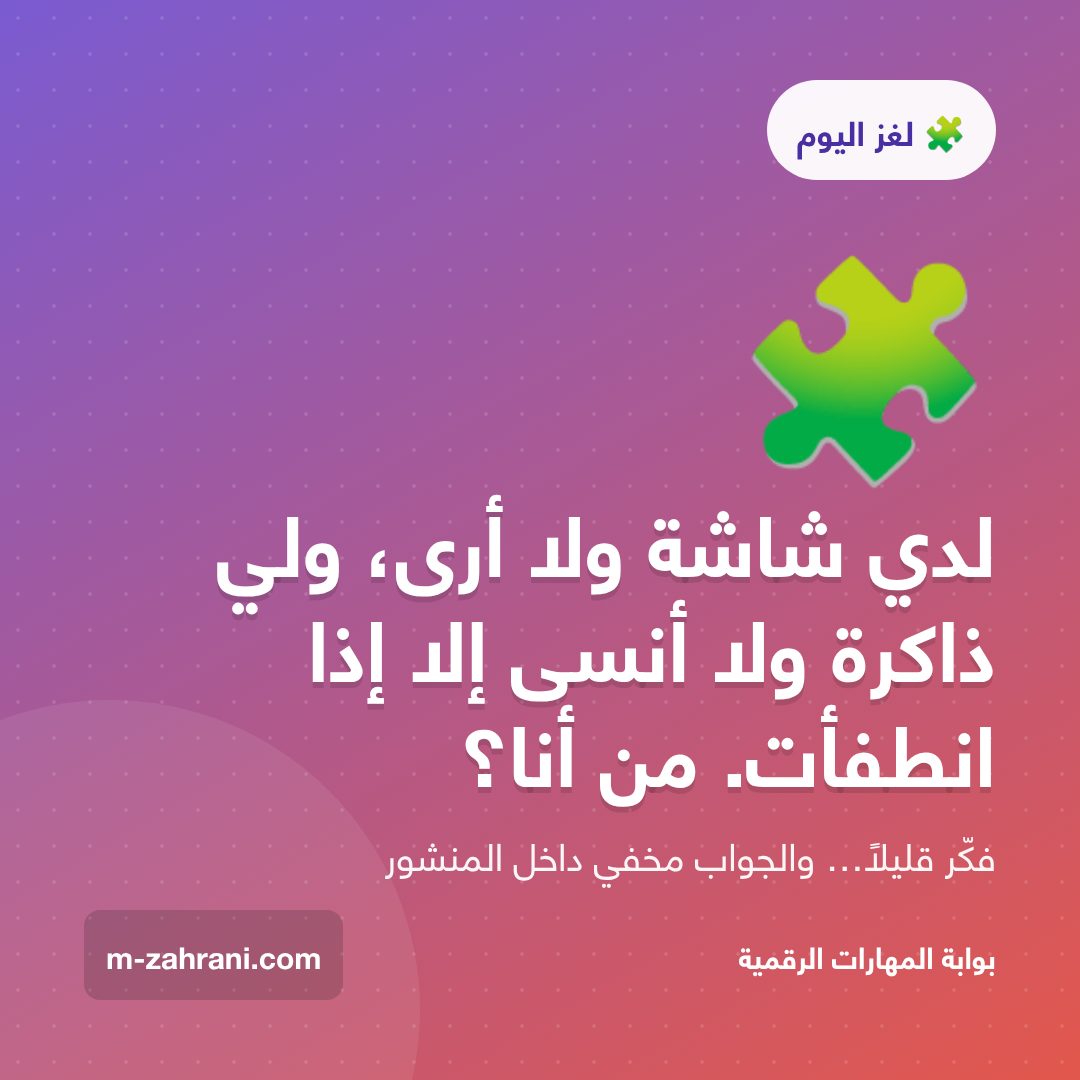 لغز اليوم
لدي شاشة ولا أرى، ولي
ذاكرة ولا أنسى إلا إذا
انطفأت. من أنا؟
فكّر قليلاً... والجواب مخفي داخل المنشور
بوابة المهارات الرقمية
m-zahrani.com